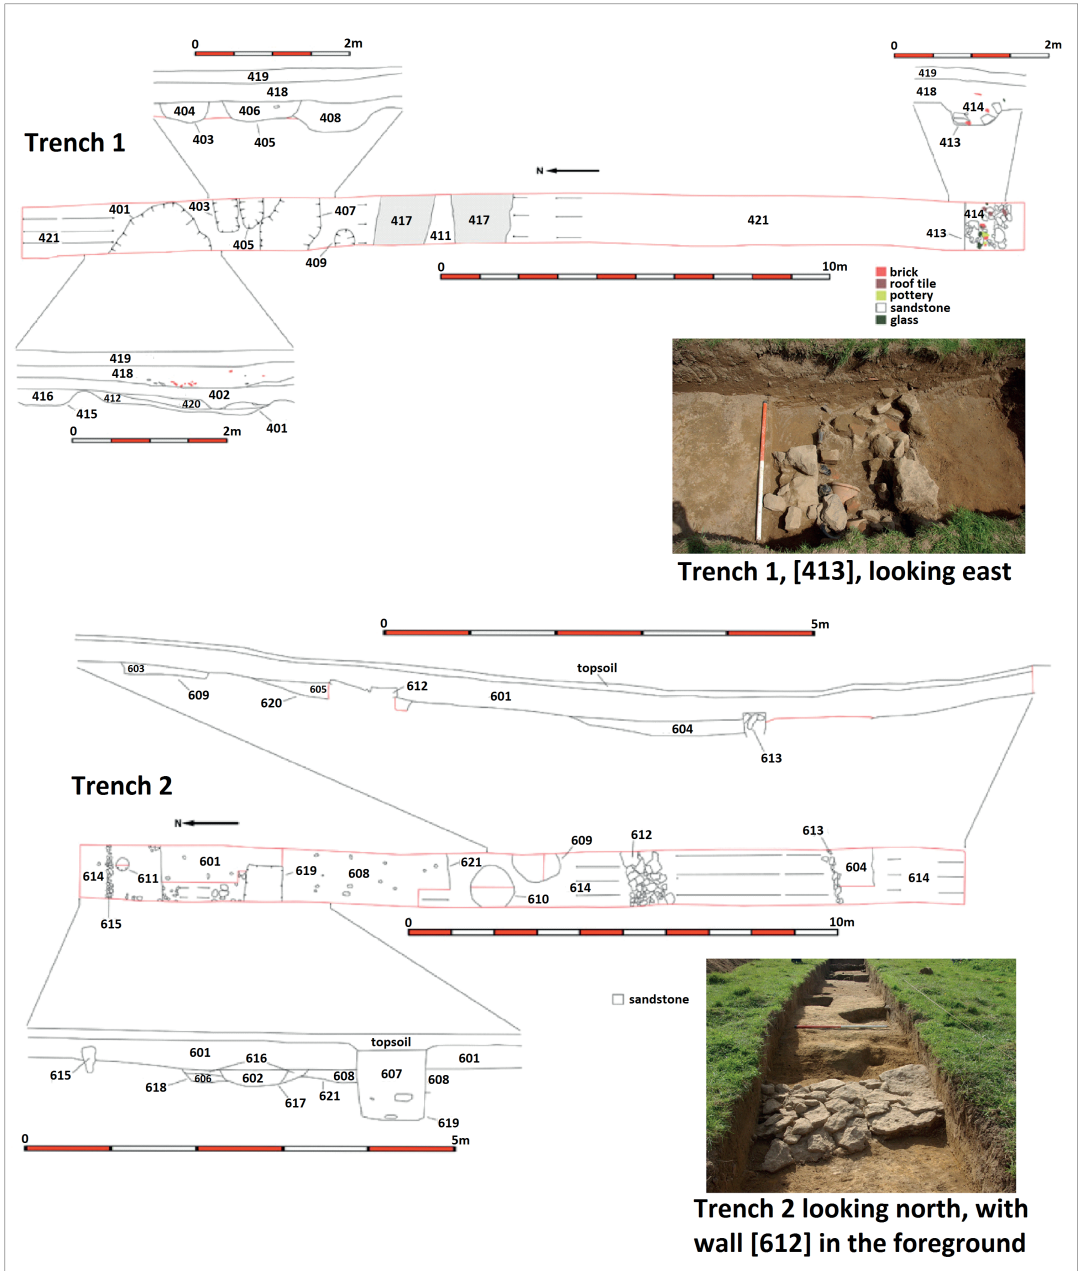 0 2m
419
418
404 406 408
403 405
0 2m
419
418
414
413
Trench 1
N
401 403 407
421 405 409
417 411 417
421
414
413
0 10m
brick
roof tile
pottery
sandstone
glass
419
418
416 412 420 402
415 401
0 2m
Trench 1, [413], looking east
0 5m
topsoil
603 605 612 601
609 620
604
613
Trench 2
N
614 611 601 619 608 621 609 612 613 604
610 614 614
615
0 10m
sandstone
topsoil
601 616 601
615 618 606 602 608 607 608
617 621 619
0 5m
Trench 2 looking north, with
wall [612] in the foreground